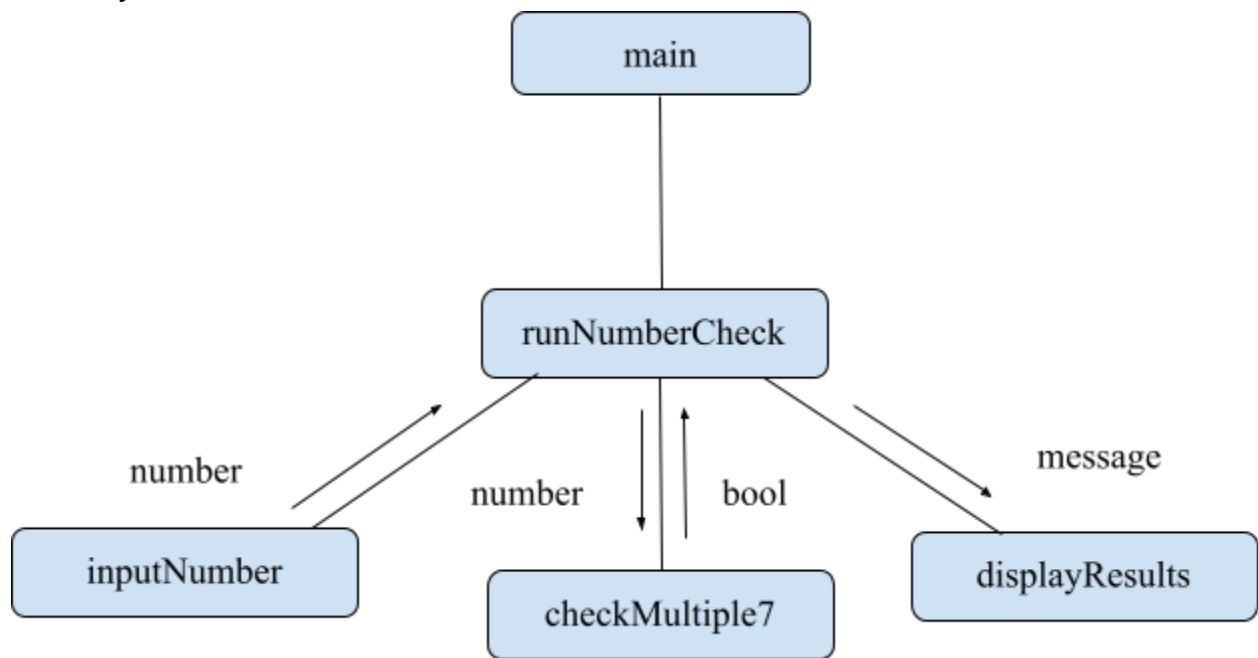 main
runNumberCheck
number
number
bool
message
inputNumber
checkMultiple7
displayResults